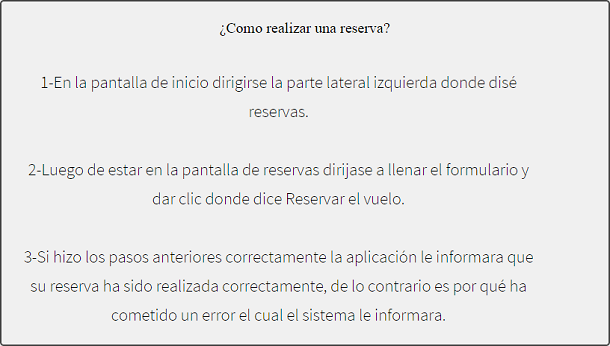 ¿Como realizar una reserva?
1-En la pantalla de inicio dirigirse la parte lateral izquierda donde disé
reservas.
2-Luego de estar en la pantalla de reservas dirijase a llenar el formulario y
dar clic donde dice Reservar el vuelo.
3-Si hizo los pasos anteriores correctamente la aplicación le informara que
su reserva ha sido realizada correctamente, de lo contrario es por qué ha
cometido un error el cual el sistema le informara.